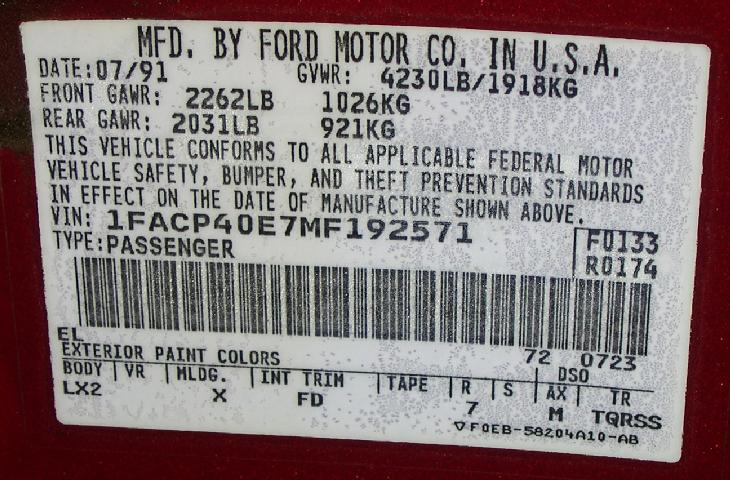 MFD. BY FORD MOTOR CO. IN U.S.A.
DATE:07/91 GVWR: 4230LB/1918KG
FRONT GAWR: 2262LB 1026KG
REAR GAWR: 2031LB 921KG
THIS VEHICLE CONFORMS TO ALL APPLICABLE FEDERAL MOTOR
VEHICLE SAFETY, BUMPER, AND THEFT PREVENTION STANDARDS
IN EFFECT ON THE DATE OF MANUFACTURE SHOWN ABOVE.
VIN: 1FACP40E7MF192571 F0133
TYPE:PASSENGER R0174
EL 72 0723
EXTERIOR PAINT COLORS DSO
BODY VR MLDG. INT TRIM TAPE R S AX TR
LX2 X FD 7 M TQRSS
▽F0EB-58204A10-AB